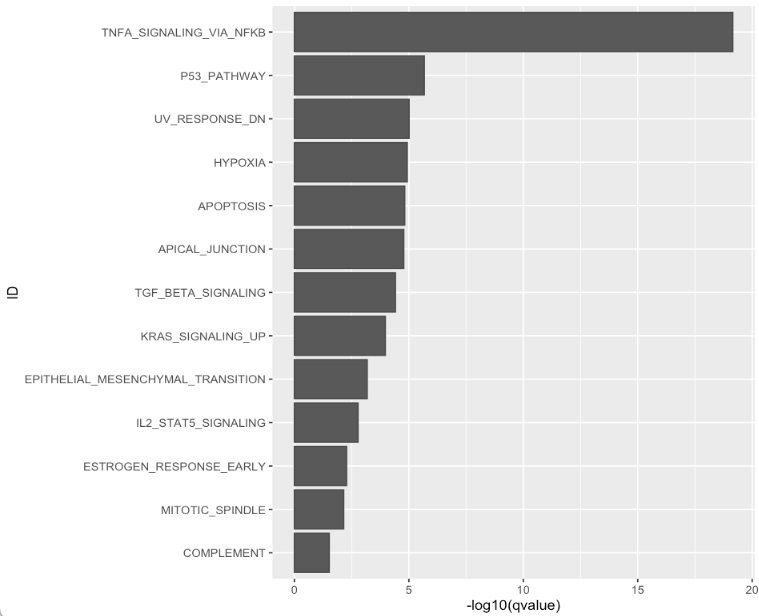 TNFA_SIGNALING_VIA_NFKB
P53_PATHWAY
UV_RESPONSE_DN
HYPOXIA
APOPTOSIS
APICAL_JUNCTION
TGF_BETA_SIGNALING
ID
KRAS_SIGNALING_UP
EPITHELIAL_MESENCHYMAL_TRANSITION
IL2_STAT5_SIGNALING
ESTROGEN_RESPONSE_EARLY
MITOTIC_SPINDLE
COMPLEMENT
0 5 10 15 20
-log10(qvalue)